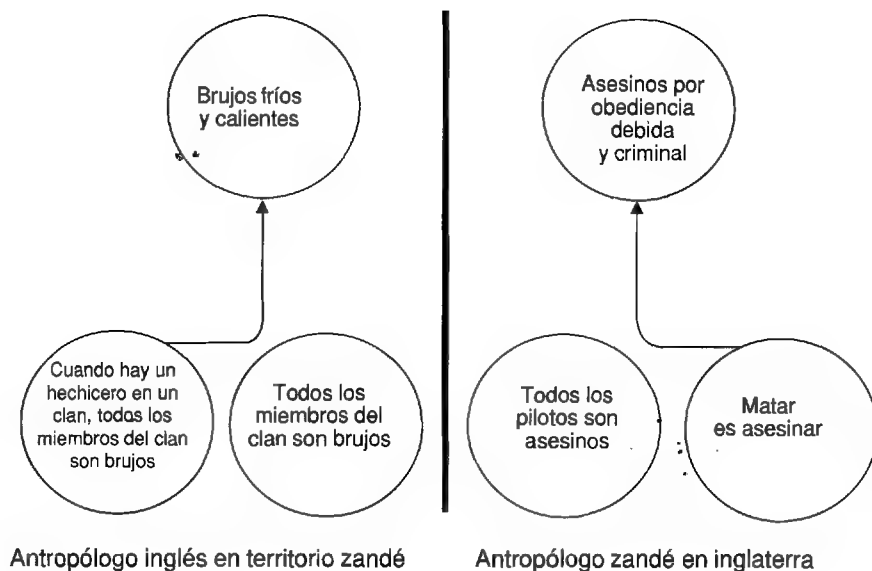 Brujos fríos
y calientes
Asesinos por
obediencia
debida
y criminal
Cuando hay un
hechicero en un
clan, todos los
miembros del clan
son brujos
Todos los
miembros del
clan son brujos
Todos los
pilotos son
asesinos
Matar
es asesinar
Antropólogo inglés en territorio zandé
Antropólogo zandé en inglaterra